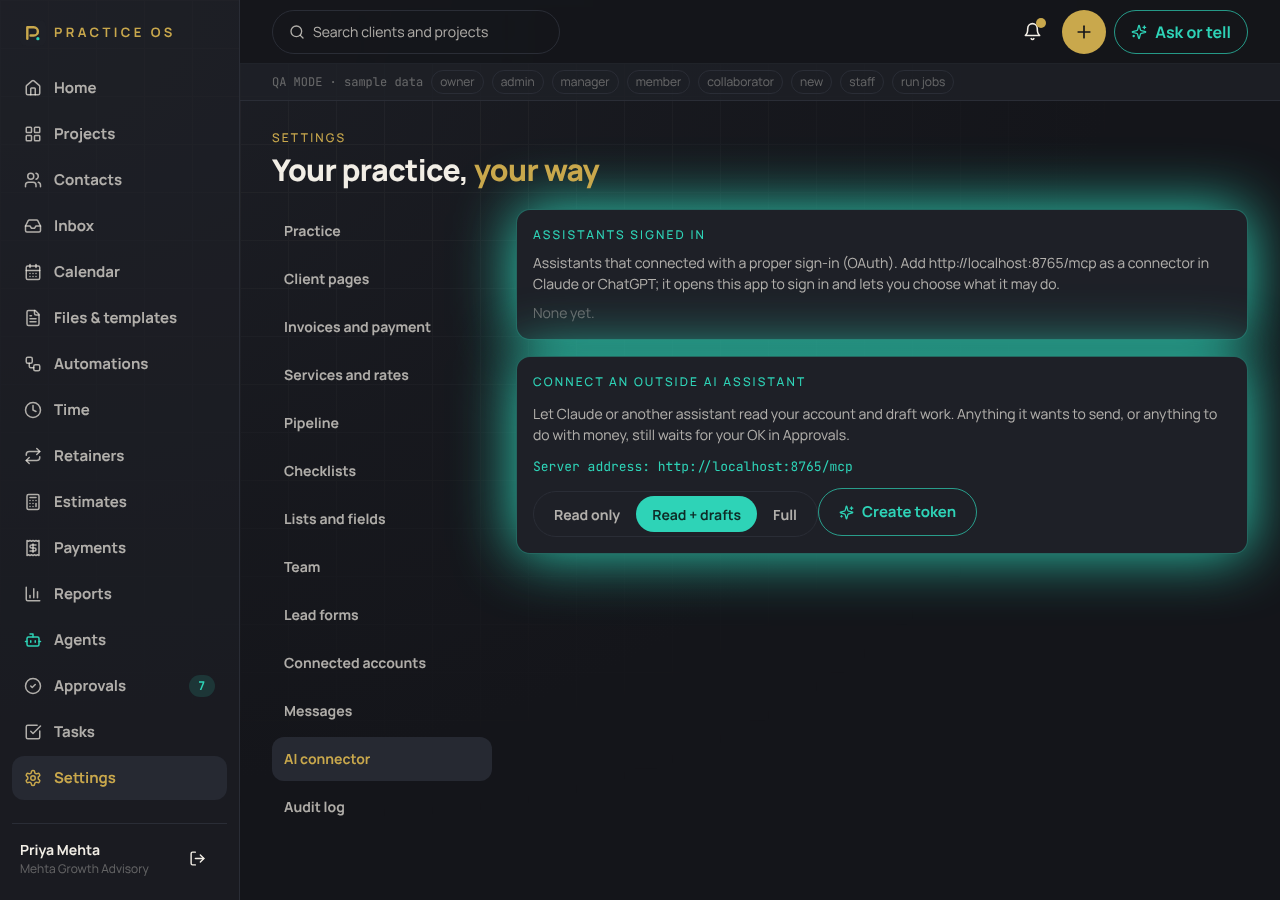 PRACTICE OS
Home
Projects
Contacts
Inbox
Calendar
Files & templates
Automations
Time
Retainers
Estimates
Payments
Reports
Agents
Approvals 7
Tasks
Settings
Priya Mehta
Mehta Growth Advisory
Search clients and projects
Ask or tell
QA MODE · sample data owner admin manager member collaborator new staff run jobs
SETTINGS
Your practice, your way
Practice
Client pages
Invoices and payment
Services and rates
Pipeline
Checklists
Lists and fields
Team
Lead forms
Connected accounts
Messages
AI connector
Audit log
ASSISTANTS SIGNED IN
Assistants that connected with a proper sign-in (OAuth). Add http://localhost:8765/mcp as a connector in
Claude or ChatGPT; it opens this app to sign in and lets you choose what it may do.
None yet.
CONNECT AN OUTSIDE AI ASSISTANT
Let Claude or another assistant read your account and draft work. Anything it wants to send, or anything to
do with money, still waits for your OK in Approvals.
Server address: http://localhost:8765/mcp
Read only Read + drafts Full Create token